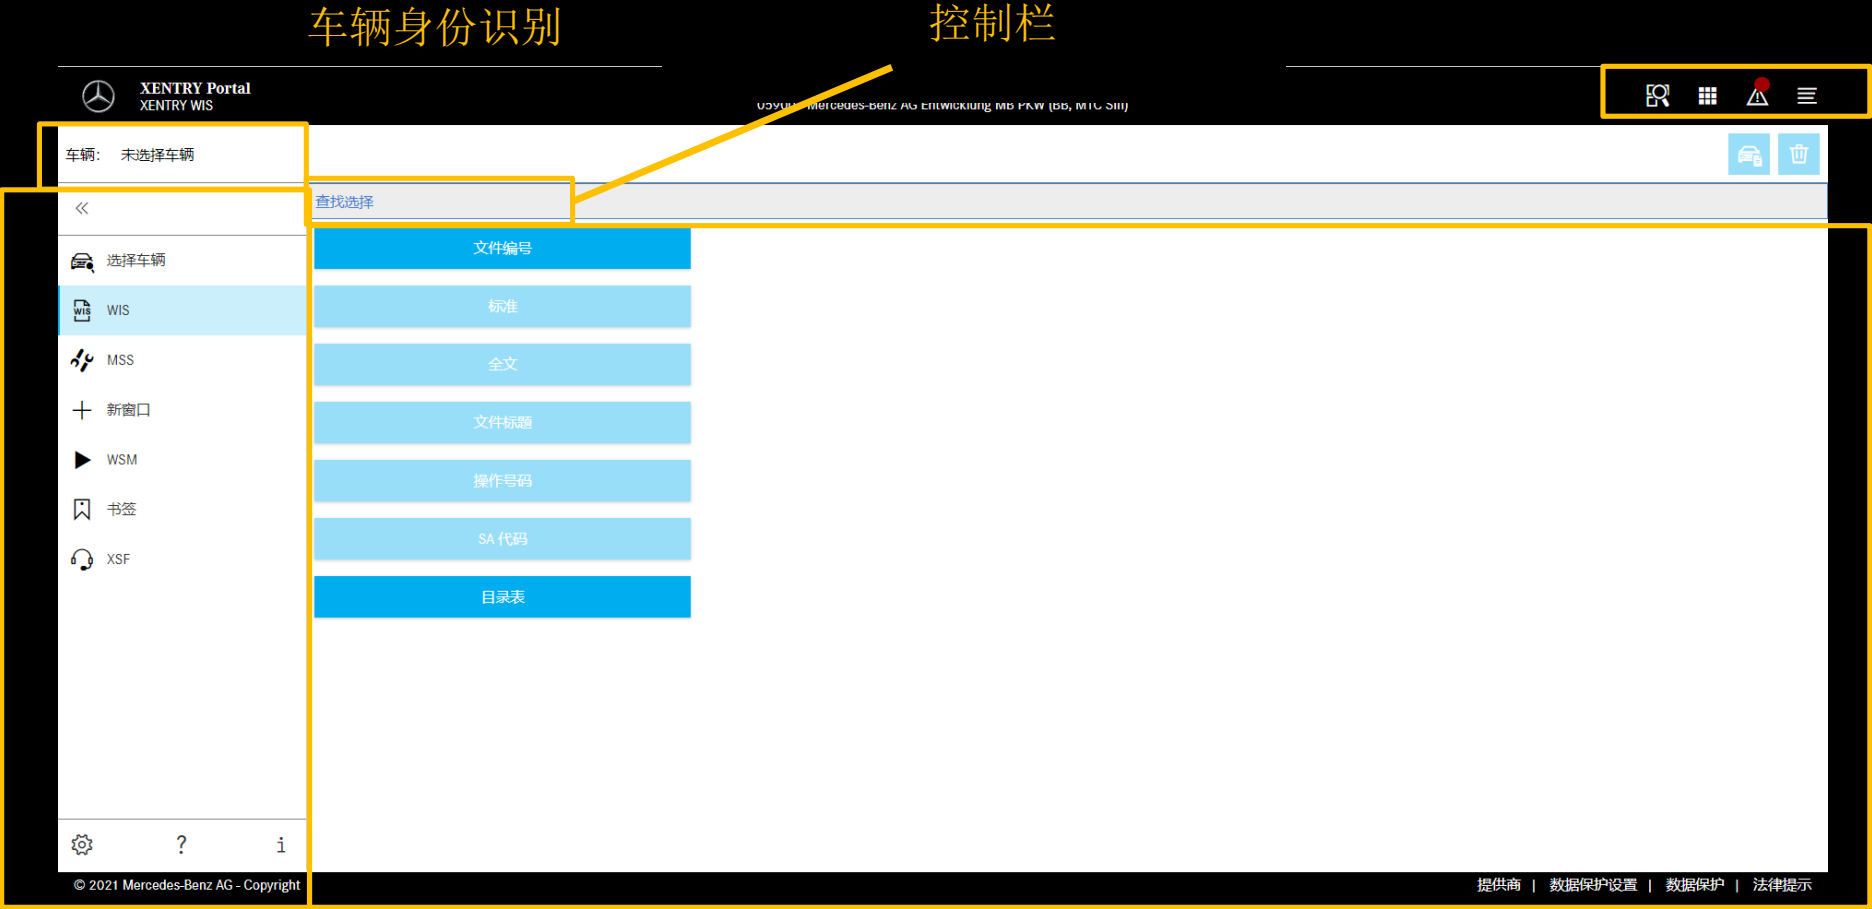 车辆身份识别
控制栏
XENTRY Portal
XENTRY WIS
Mercedes-Benz AG Entwicklung MB PKW (BB, MTC Sifi)
车辆: 未选择车辆
查找选择
选择车辆
WIS
WIS
MSS
新窗口
WSM
书签
XSF
文件编号
标准
全文
文件标题
操作号码
SA 代码
目录表
? i
© 2021 Mercedes-Benz AG - Copyright
提供商 | 数据保护设置 | 数据保护 | 法律提示